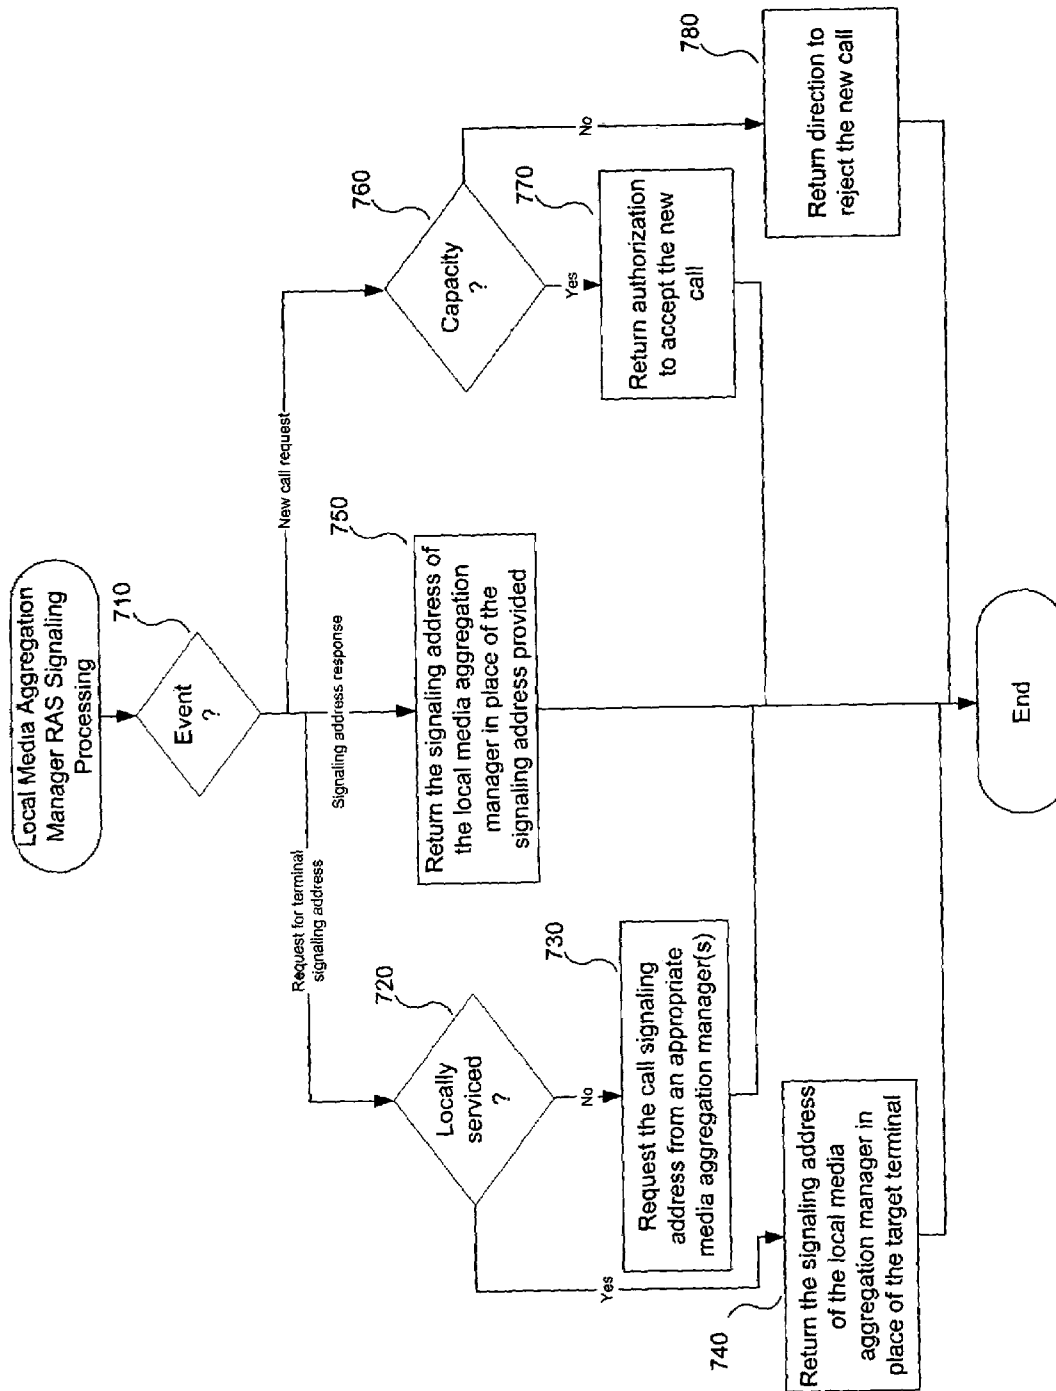 Local Media Aggregation
Manager RAS Signaling
Processing
710
Event
?
Request for terminal
signaling address
Signaling address response
New call request
720
Locally
serviced
?
No
Yes
730
Request the call signaling
address from an appropriate
media aggregation manager(s)
740
Return the signaling address
of the local media
aggregation manager in
place of the target terminal
750
Return the signaling address of
the local media aggregation
manager in place of the
signaling address provided
760
Capacity
?
Yes
No
770
Return authorization
to accept the new
call
780
Return direction to
reject the new call
End